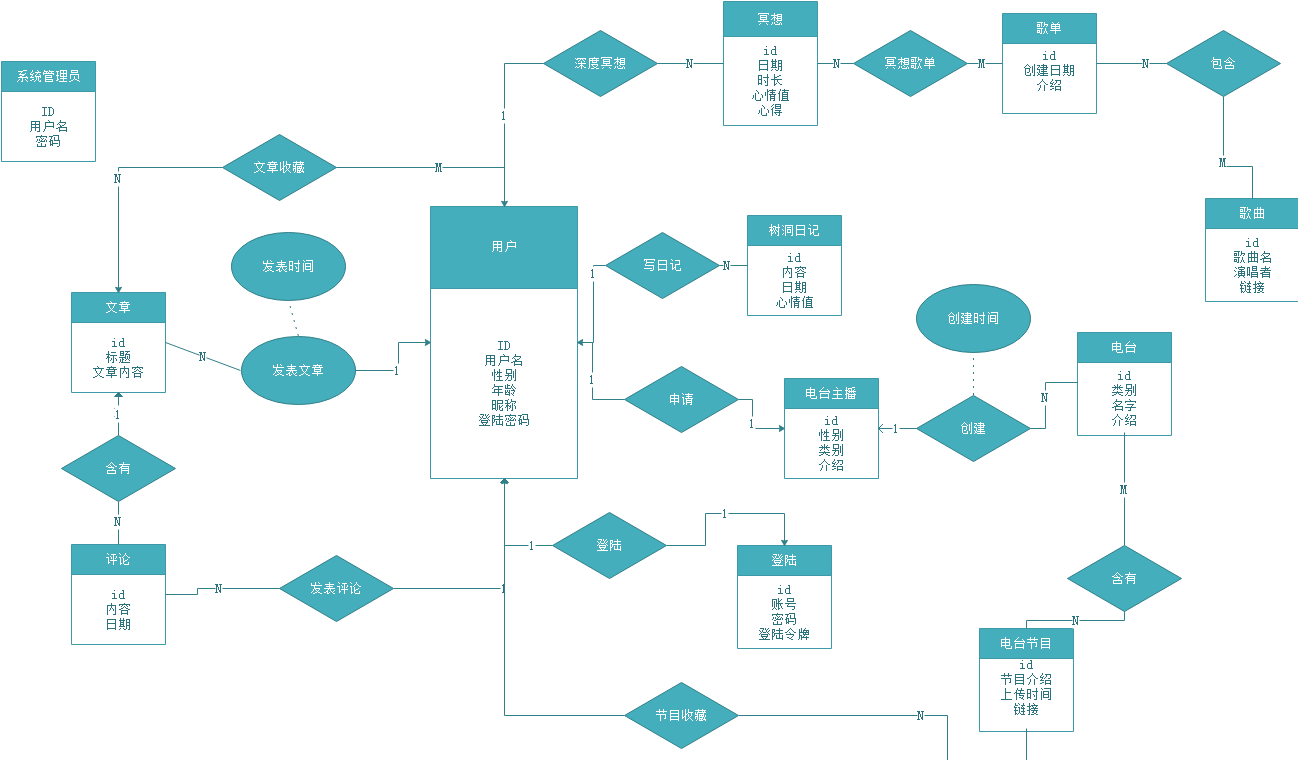 系统管理员
ID
用户名
密码
深度冥想
N
冥想
id
日期
时长
心情值
心得
N
冥想歌单
M
歌单
id
创建日期
介绍
N
包含
M
歌曲
id
歌曲名
演唱者
链接
1
文章收藏
M
N
用户
ID
用户名
性别
年龄
昵称
登陆密码
发表时间
发表文章
N
1
文章
id
标题
文章内容
1
含有
N
评论
id
内容
日期
N
发表评论
1
1
写日记
N
树洞日记
id
内容
日期
心情值
1
申请
1
电台主播
id
性别
类别
介绍
1
创建
创建时间
N
电台
id
类别
名字
介绍
M
含有
N
电台节目
id
节目介绍
上传时间
链接
1
登陆
1
登陆
id
账号
密码
登陆令牌
节目收藏
N